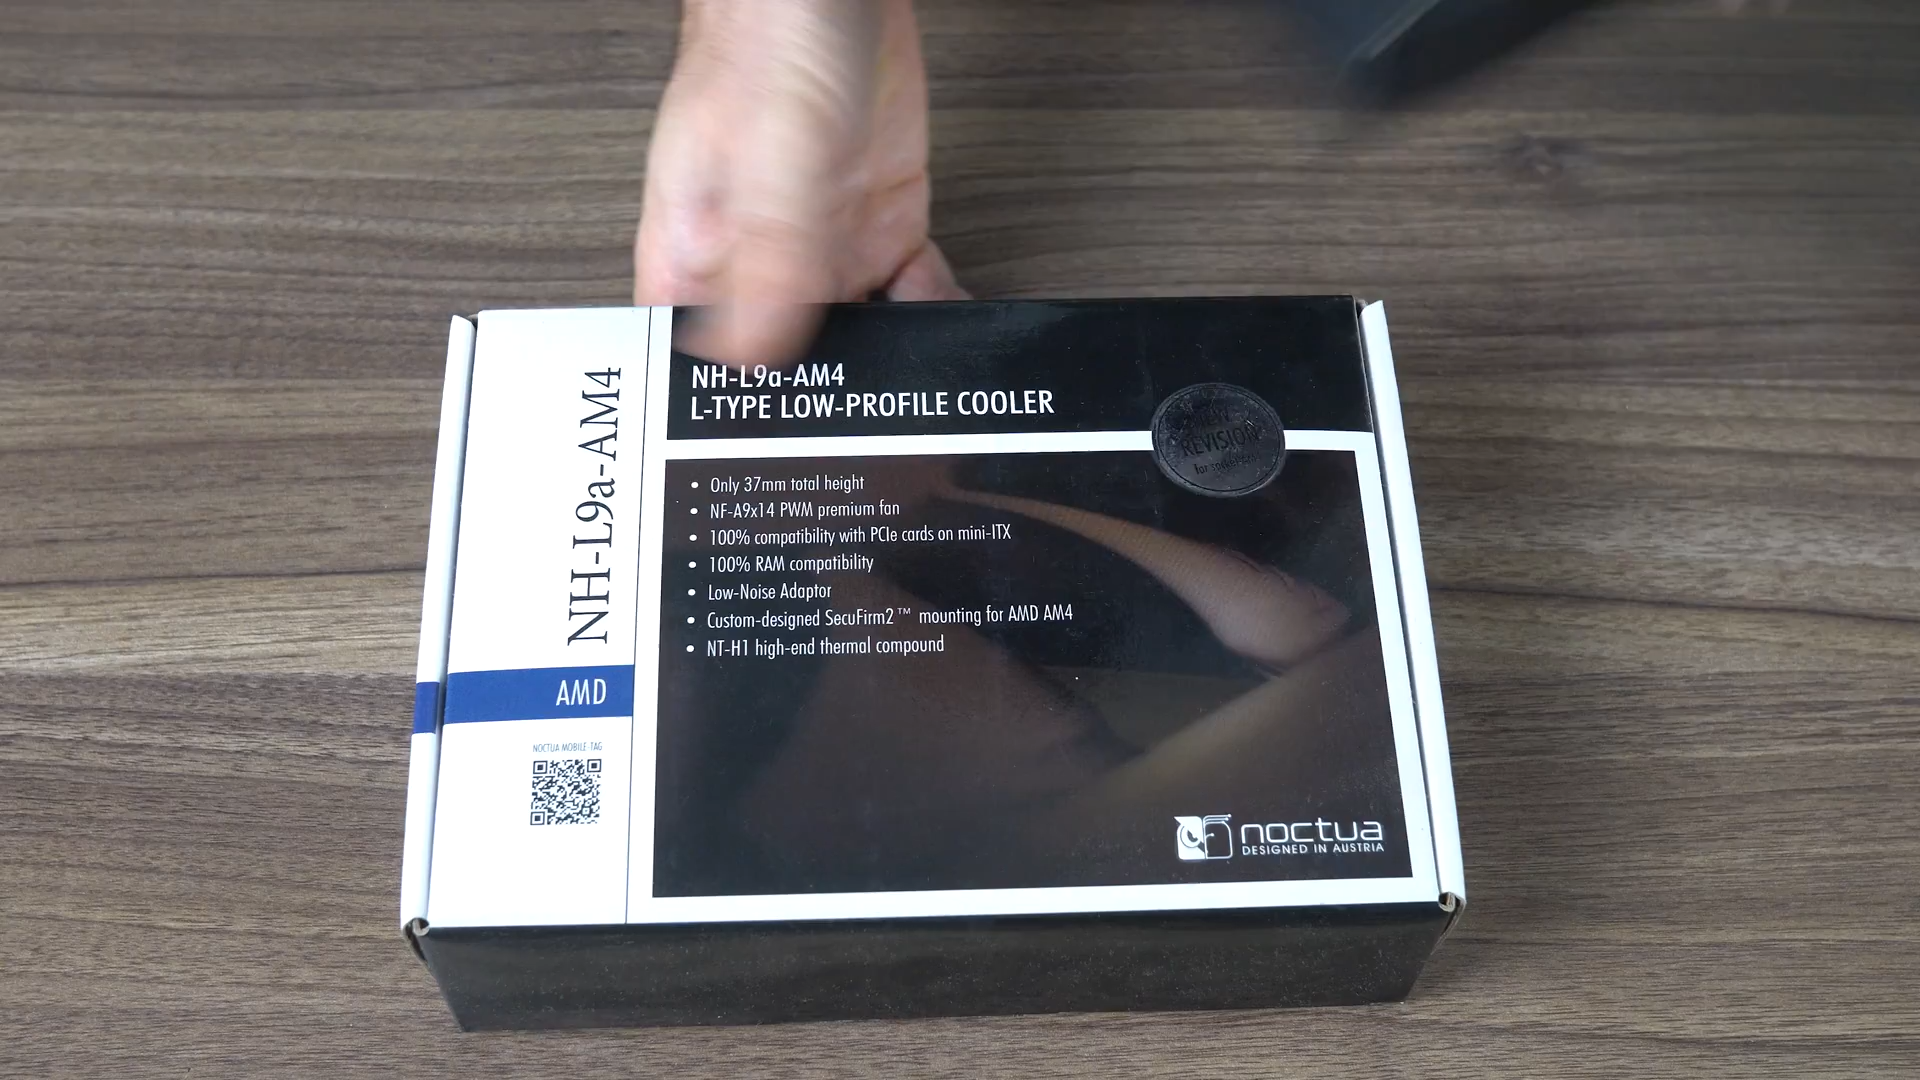 NH-L9a-AM4
L-TYPE LOW-PROFILE COOLER
REVISION
• Only 37mm total height
• NF-A9x14 PWM premium fan
• 100% compatibility with PCIe cards on mini-ITX
• 100% RAM compatibility
• Low-Noise Adaptor
• Custom-designed SecuFirm2™ mounting for AMD AM4
• NT-H1 high-end thermal compound
NH-L9a-AM4
AMD
NOCTUA MOBILE TAG
noctua
DESIGNED IN AUSTRIA